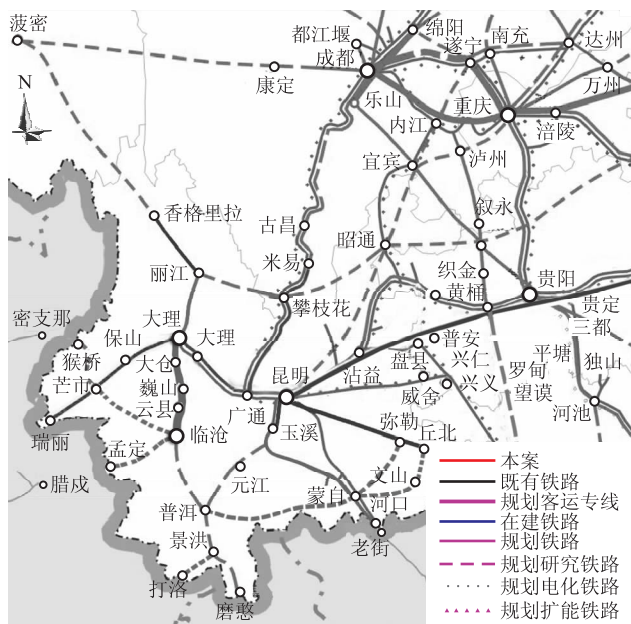 菠密
都江堰
绵阳
遂宁
南充
达州
成都
康定
万州
乐山
重庆
内江
涪陵
N
宜宾
泸州
香格里拉
叙永
古昌
昭通
丽江
米易
织金
贵阳
攀枝花
黄桶
贵定
密支那
大理
三都
保山
大理
普安
猴桥
大仓
昆明
沾益
盘县
兴仁
平塘
独山
芒市
巍山
威舍
兴义
罗甸
云县
广通
望谟
河池
瑞丽
临沧
玉溪
弥勒
丘北
孟定
本案
腊戍
元江
文山
既有铁路
蒙自
河口
规划客运专线
普洱
在建铁路
景洪
老街
规划铁路
打洛
规划研究铁路
磨憨
规划电化铁路
规划扩能铁路